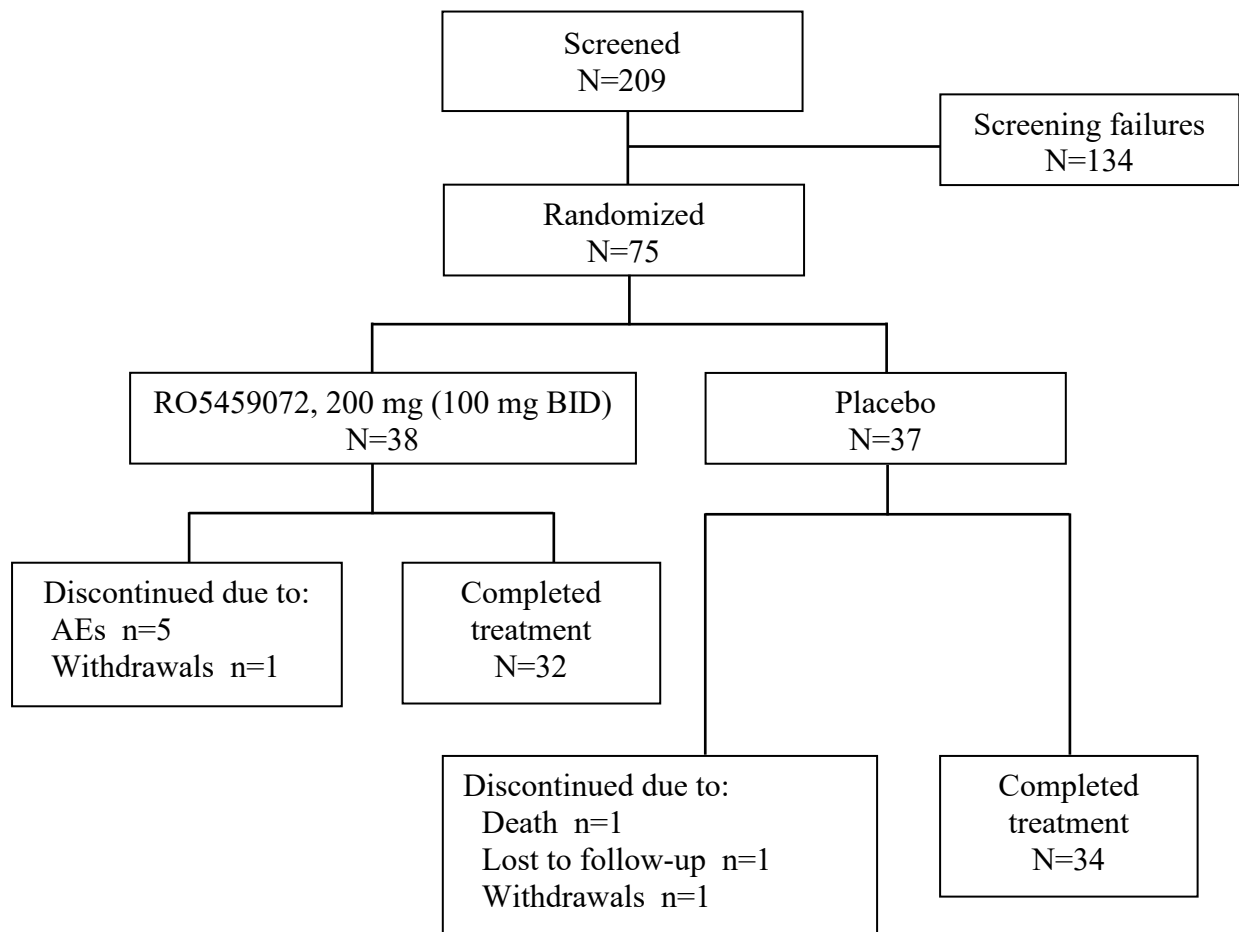 Screened
N=209
Screening failures
N=134
Randomized
N=75
RO5459072, 200 mg (100 mg BID)
N=38
Placebo
N=37
Discontinued due to:
AEs n=5
Withdrawals n=1
Completed
treatment
N=32
Discontinued due to:
Death n=1
Lost to follow-up n=1
Withdrawals n=1
Completed
treatment
N=34